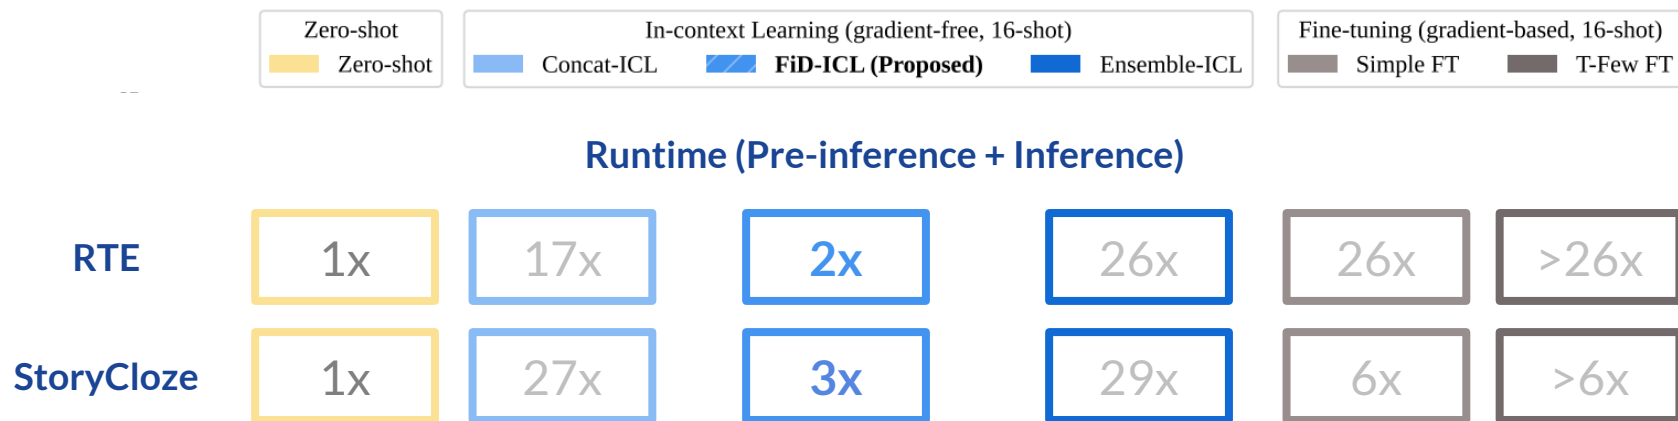 Zero-shot
Zero-shot
In-context Learning (gradient-free, 16-shot)
Concat-ICL FiD-ICL (Proposed) Ensemble-ICL
Fine-tuning (gradient-based, 16-shot)
Simple FT T-Few FT
Runtime (Pre-inference + Inference)
RTE 1x 17x 2x 26x 26x >26x
StoryCloze 1x 27x 3x 29x 6x >6x